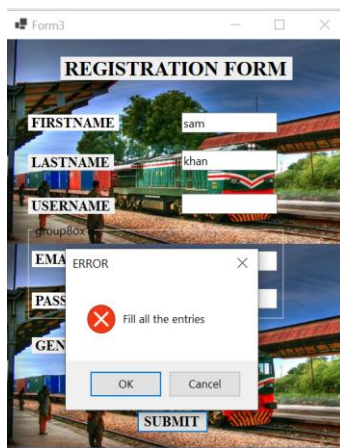 Form3
REGISTRATION FORM
FIRSTNAME sam
LASTNAME khan
USERNAME
groupBox
EMA
ERROR
PASS
Fill all the entries
GEN
OK Cancel
SUBMIT